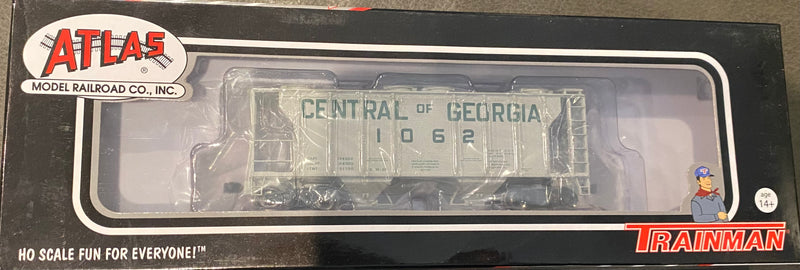 ATLAS
®
MODEL RAILROAD CO., INC.
CENTRAL OF GEORGIA
1062
HO SCALE FUN FOR EVERYONE!™
age
14+
TRAINMAN